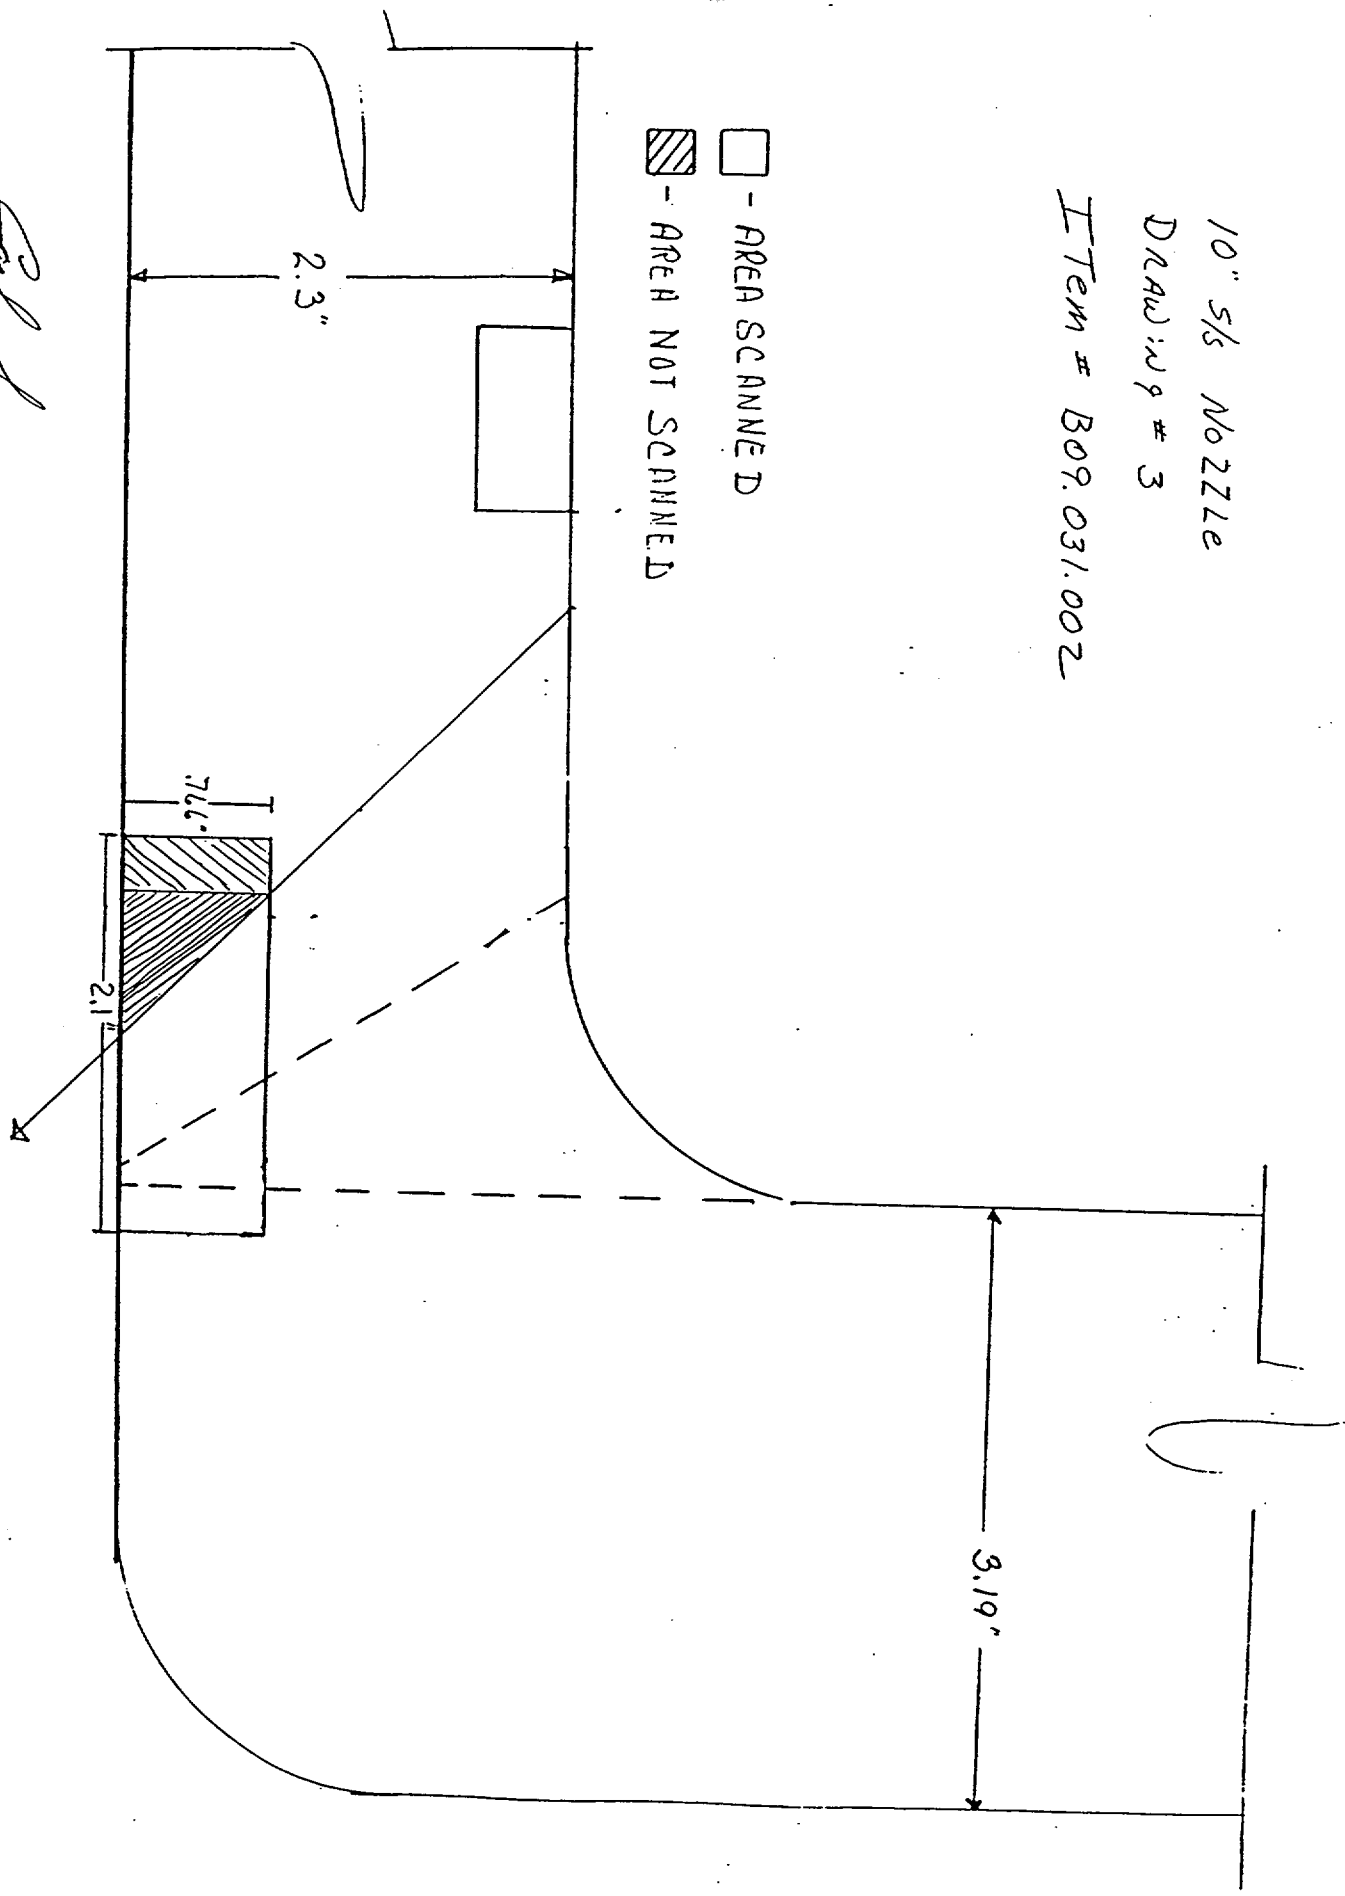 10" S/S NOZZLe
DRAWiNg # 3
ITem # B09.031.002
- AREA SCANNED
- AREA NOT SCANNED
2.3"
.766"
2.1"
3.19"